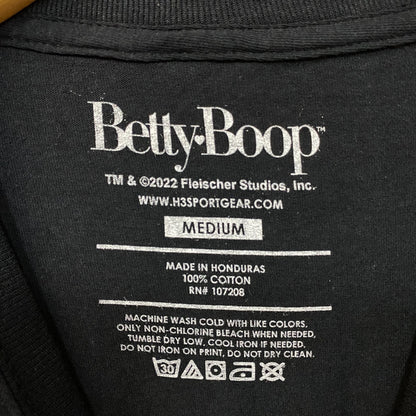 Betty Boop™
TM & ©2022 Fleischer Studios, Inc.
WWW.H3SPORTGEAR.COM
MEDIUM
MADE IN HONDURAS
100% COTTON
RN# 107208
MACHINE WASH COLD WITH LIKE COLORS.
ONLY NON-CHLORINE BLEACH WHEN NEEDED,
TUMBLE DRY LOW, COOL IRON IF NEEDED.
DO NOT IRON ON PRINT, DO NOT DRY CLEAN.
30